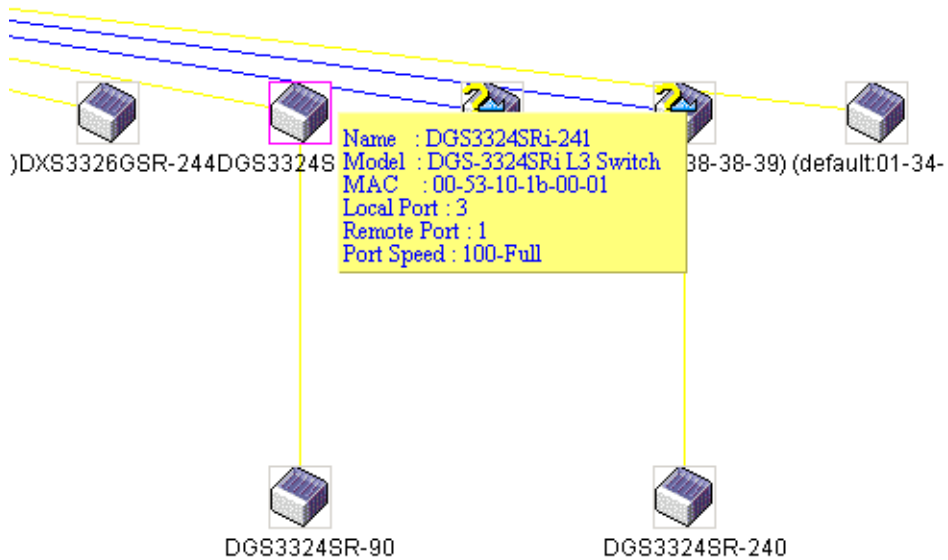 )DXS3326GSR-244DGS3324S 38-38-39) (default:01-34-
Name : DGS3324SRi-241
Model : DGS-3324SRi L3 Switch
MAC : 00-53-10-1b-00-01
Local Port : 3
Remote Port : 1
Port Speed : 100-Full
DGS3324SR-90 DGS3324SR-240